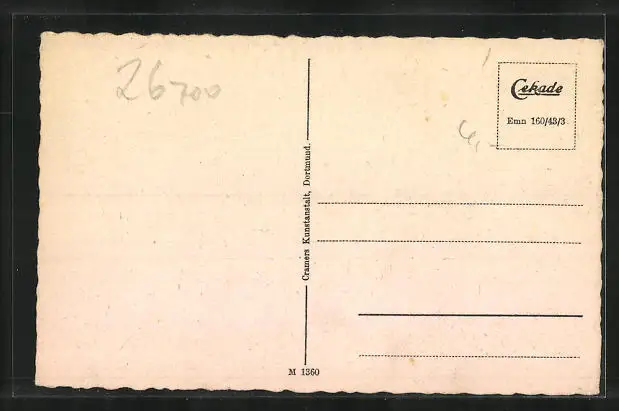 26700
Cekade
Emn 160/43/3
Cramers Kunstanstalt, Dortmund.
M 1360